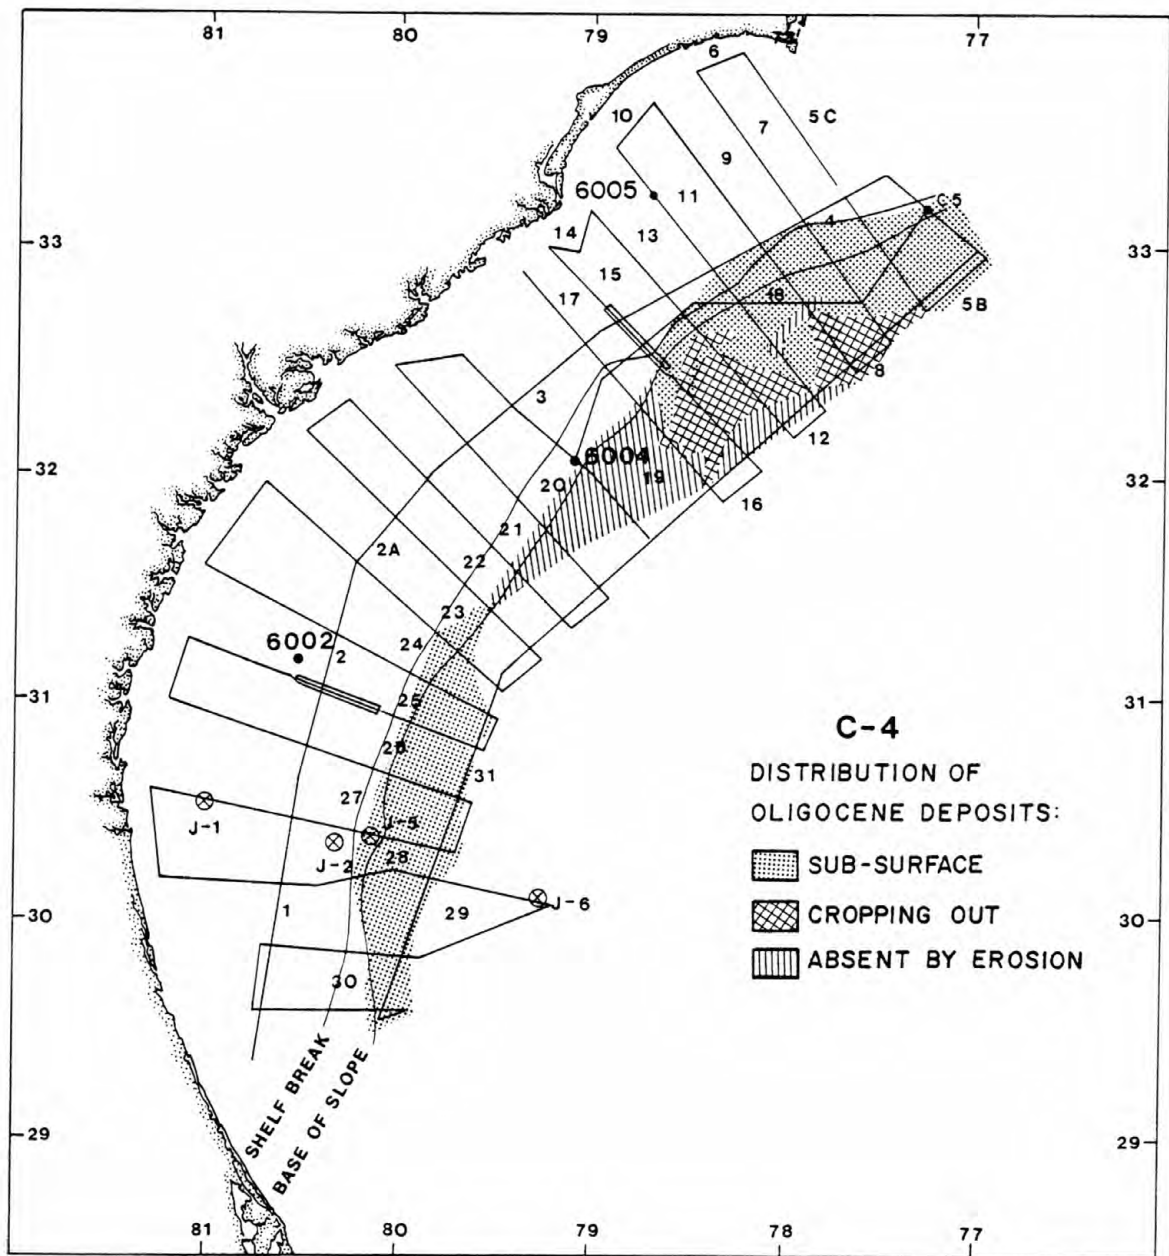 81 80 79 77
6
10 7 5C
9
6005 11
C-5
14 13 4
33 33
15
17 18 5B
8
3
12
6004
32 32
20 19
16
21
2A 22
23
24
6002
2
25
31 31
26 31
C-4
DISTRIBUTION OF
27
OLIGOCENE DEPOSITS:
J-1 J-5
J-2 28
SUB-SURFACE
J-6
1 29
30 30
CROPPING OUT
ABSENT BY EROSION
30
SHELF BREAK
BASE OF SLOPE
29 29
81 80 79 78 77